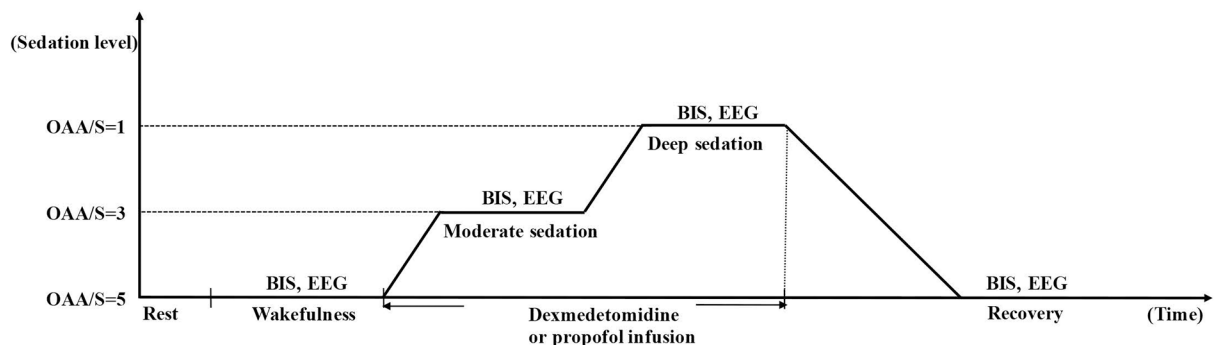 (Sedation level)
OAA/S=1
BIS, EEG
Deep sedation
OAA/S=3
BIS, EEG
Moderate sedation
OAA/S=5
BIS, EEG
BIS, EEG
Rest
Wakefulness
Dexmedetomidine
or propofol infusion
Recovery
(Time)